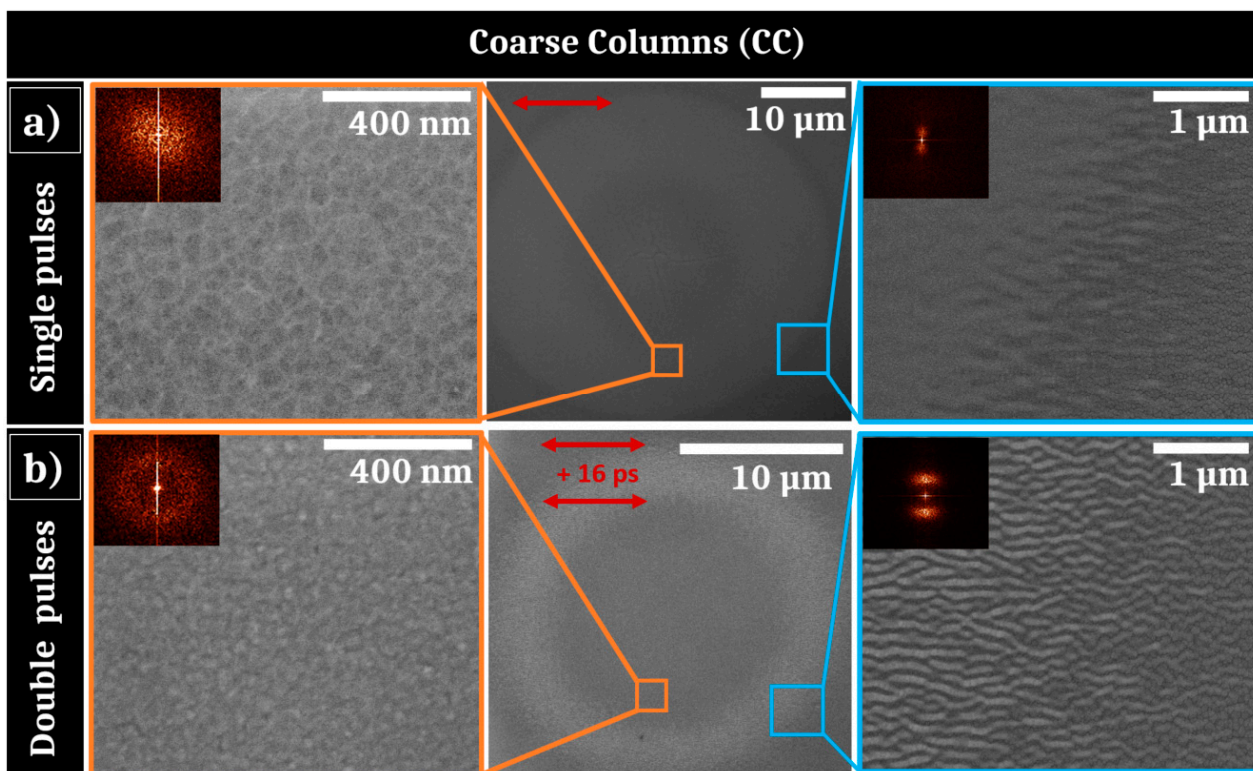 Coarse Columns (CC)
a)
Single pulses
400 nm
10 µm
1 µm
b)
Double pulses
400 nm
+ 16 ps
10 µm
1 µm